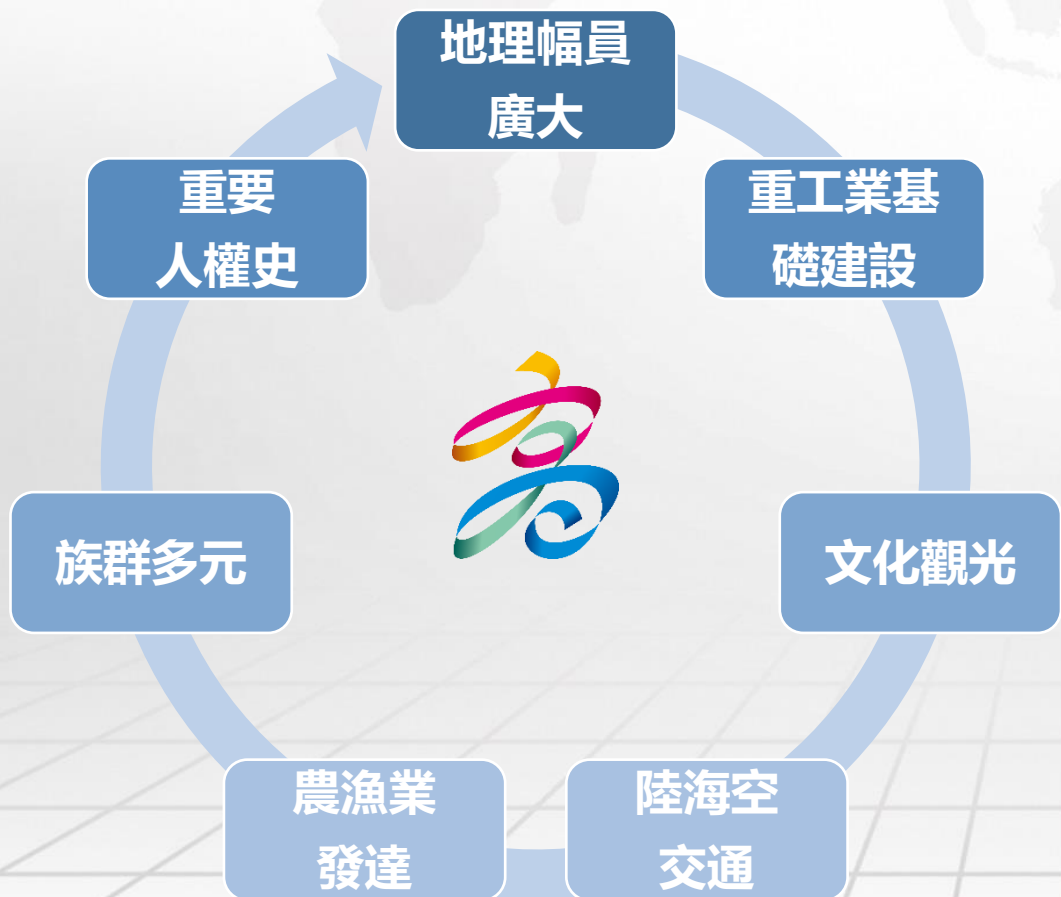 地理幅員
廣大
重工業基
礎建設
文化觀光
陸海空
交通
農漁業
發達
族群多元
重要
人權史